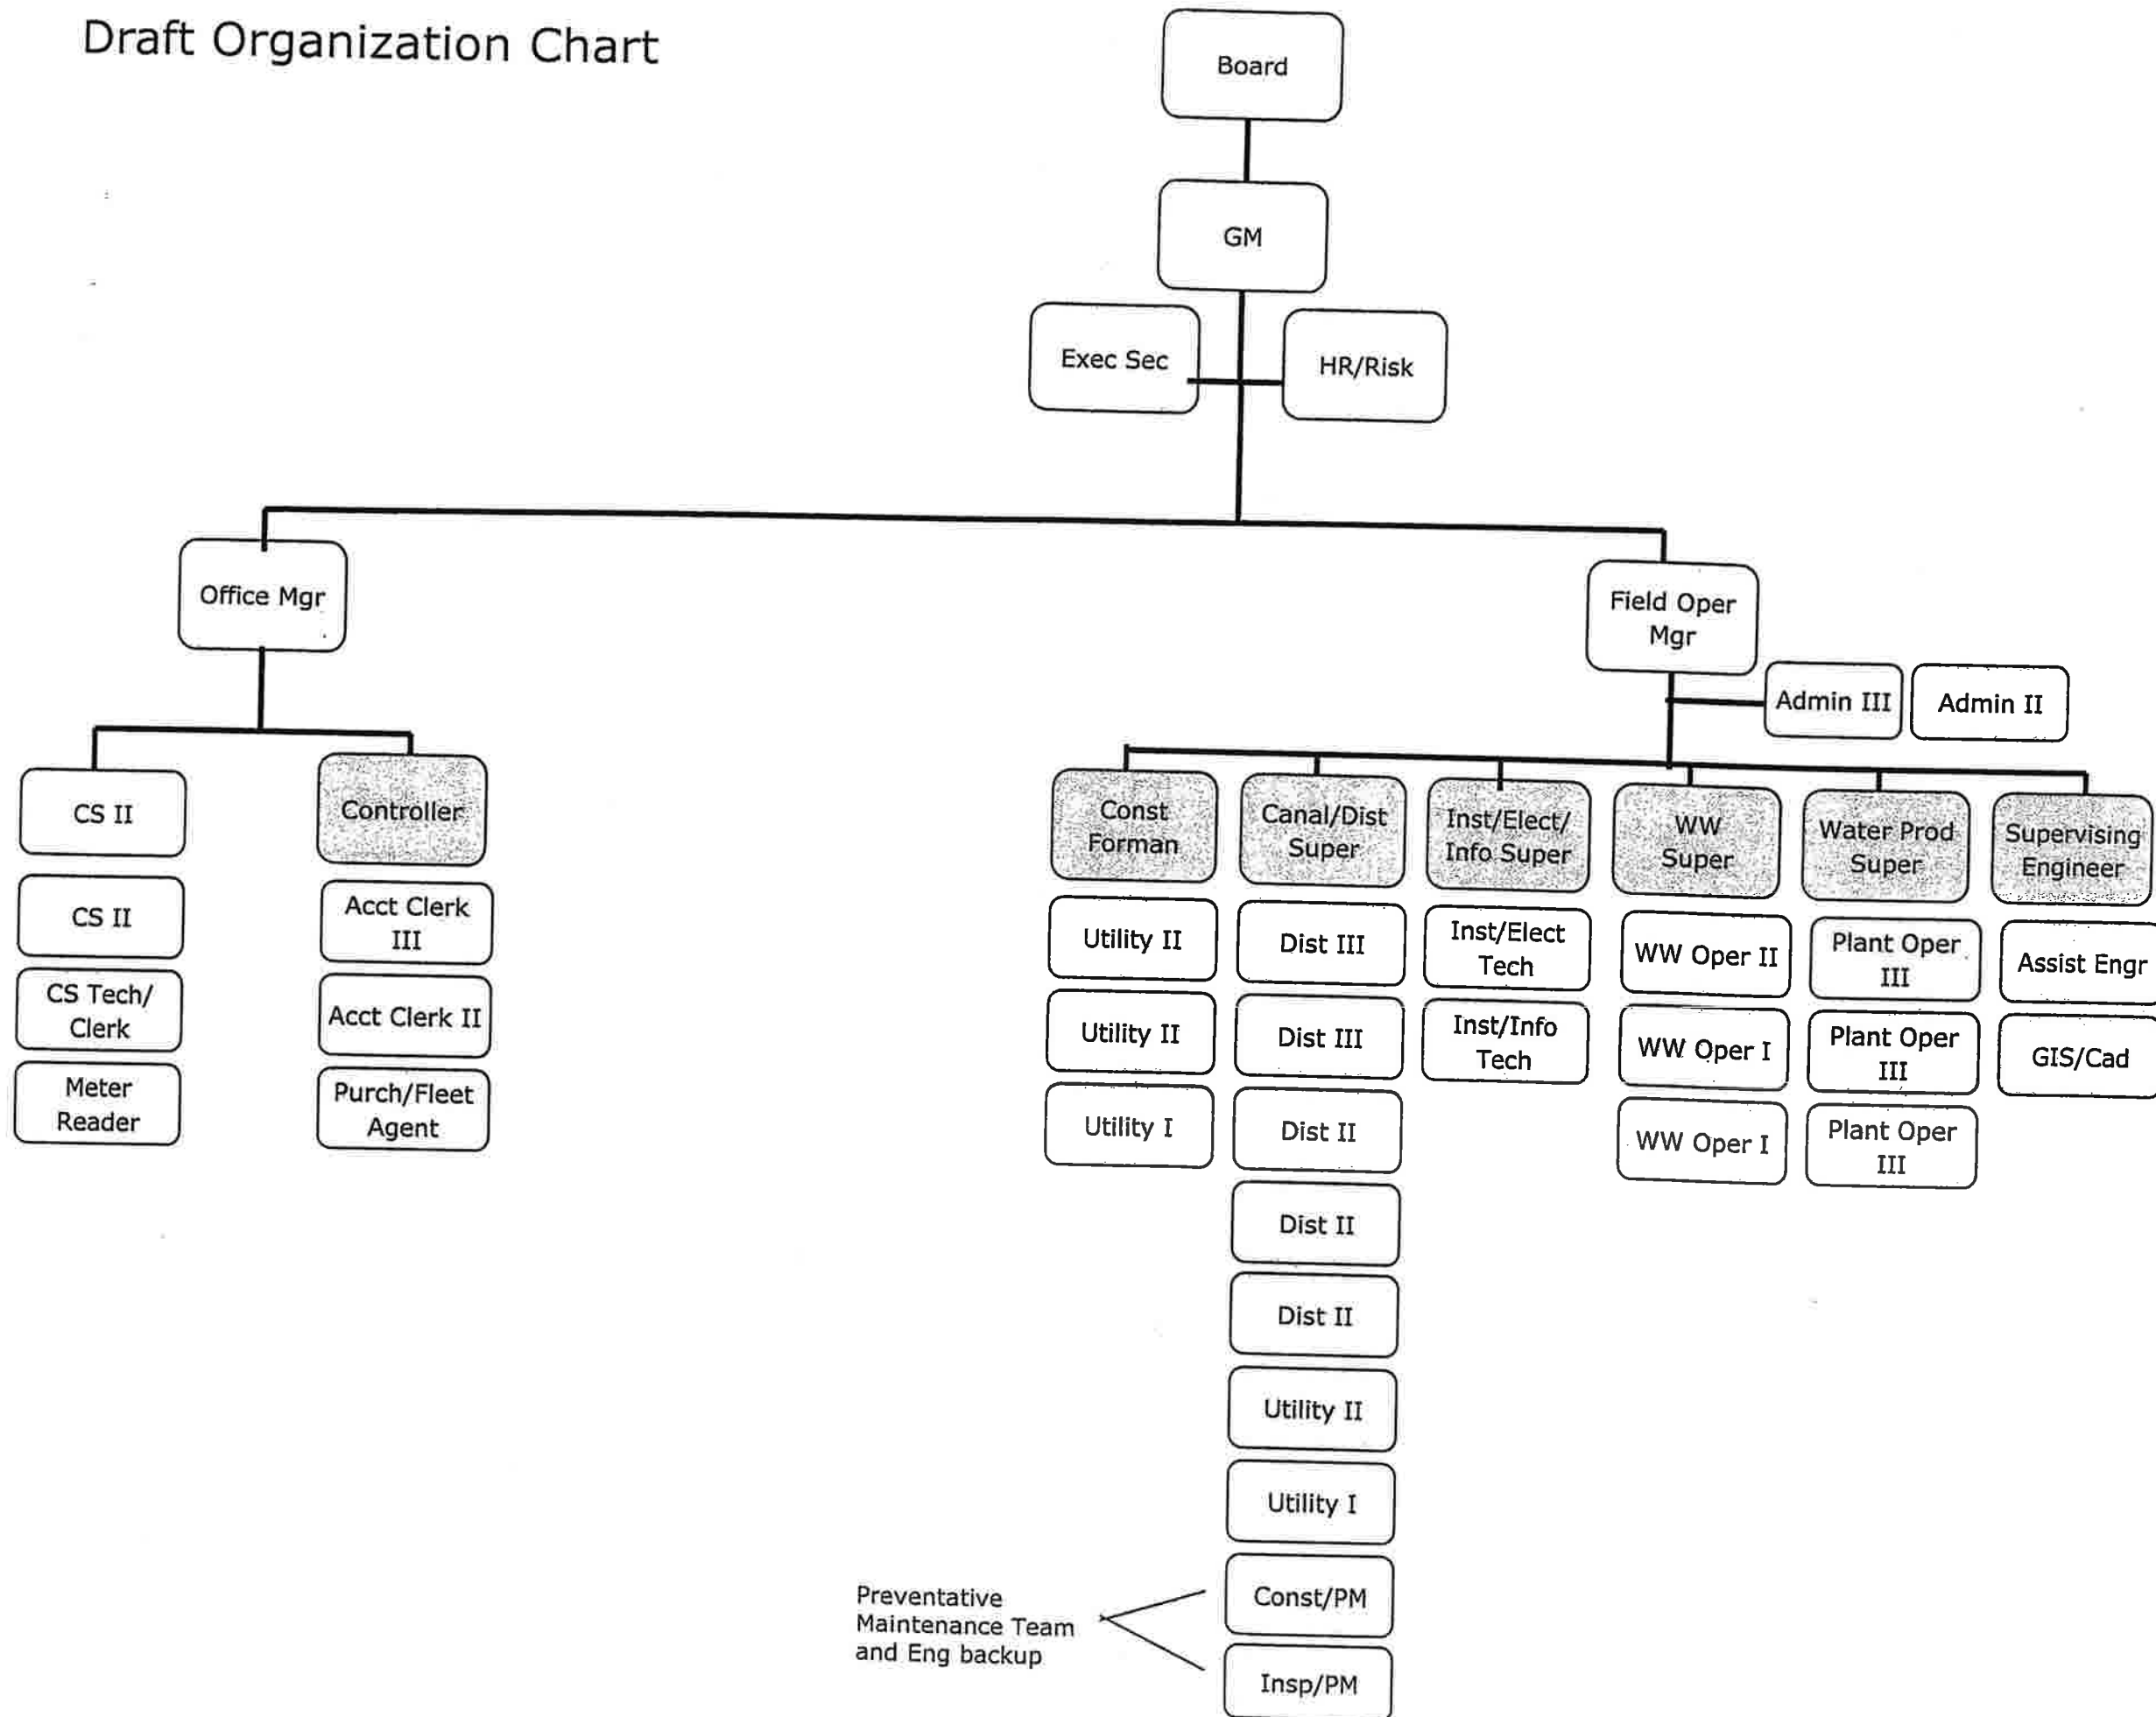 Draft Organization Chart
Board
GM
Exec Sec
HR/Risk
Office Mgr
Field Oper
Mgr
Admin III
Admin II
CS II
CS II
CS Tech/
Clerk
Meter
Reader
Controller
Acct Clerk
III
Acct Clerk II
Purch/Fleet
Agent
Const
Forman
Utility II
Utility II
Utility I
Canal/Dist
Super
Dist III
Dist III
Dist II
Dist II
Dist II
Utility II
Utility I
Const/PM
Insp/PM
Preventative
Maintenance Team
and Eng backup
Inst/Elect/
Info Super
Inst/Elect
Tech
Inst/Info
Tech
WW
Super
WW Oper II
WW Oper I
WW Oper I
Water Prod
Super
Plant Oper
III
Plant Oper
III
Plant Oper
III
Supervising
Engineer
Assist Engr
GIS/Cad